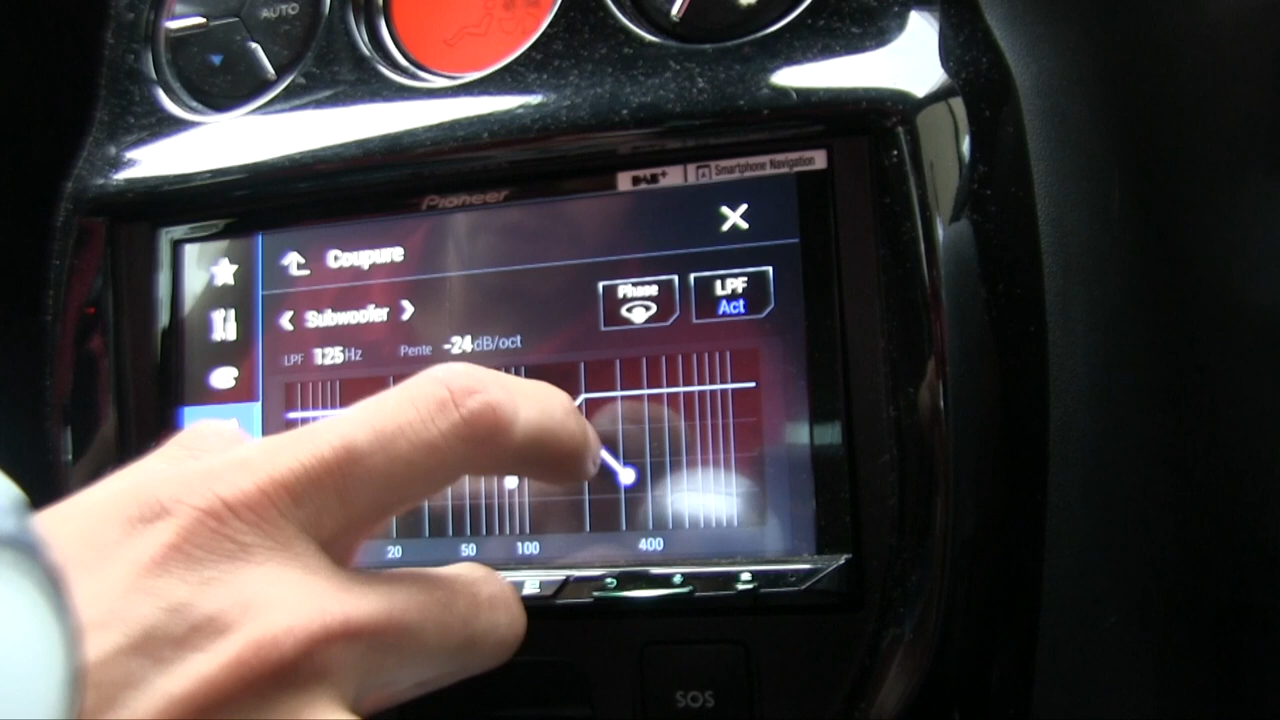 AUTO
DAB+
Smartphone Navigation
Pioneer
Coupure
Subwoofer
Phase
LPF
Act
LPF 125Hz
Pente -24dB/oct
20 50 100 400
SOS